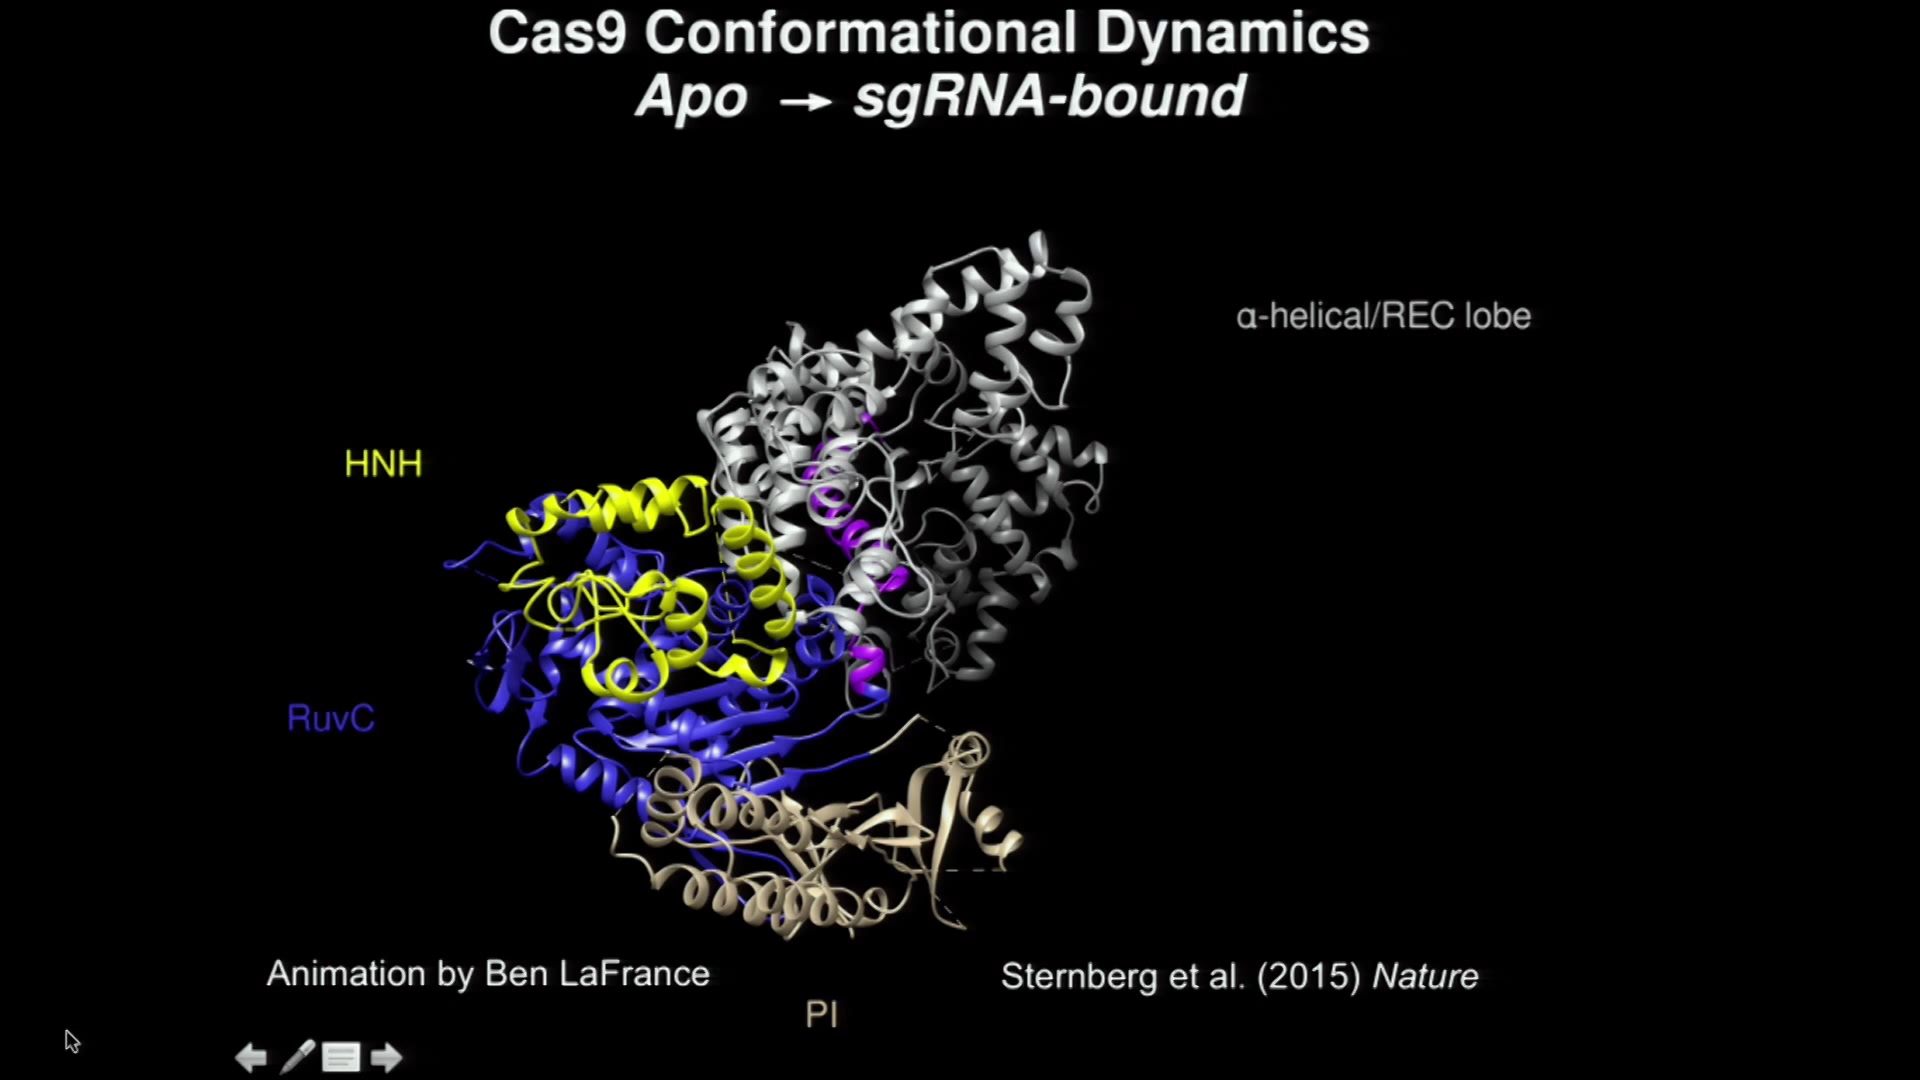 Cas9 Conformational Dynamics
Apo → sgRNA-bound
α-helical/REC lobe
HNH
RuvC
Animation by Ben LaFrance
Sternberg et al. (2015) Nature
PI